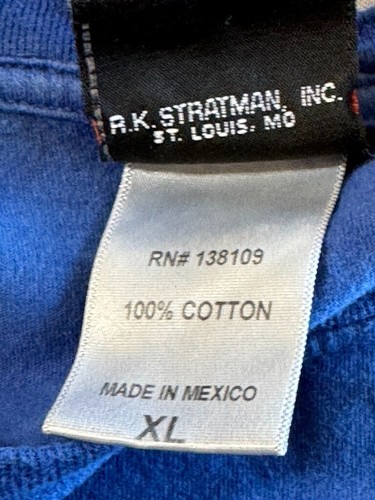 R.K. STRATMAN, INC.
ST. LOUIS, MO
RN# 138109
100% COTTON
MADE IN MEXICO
XL